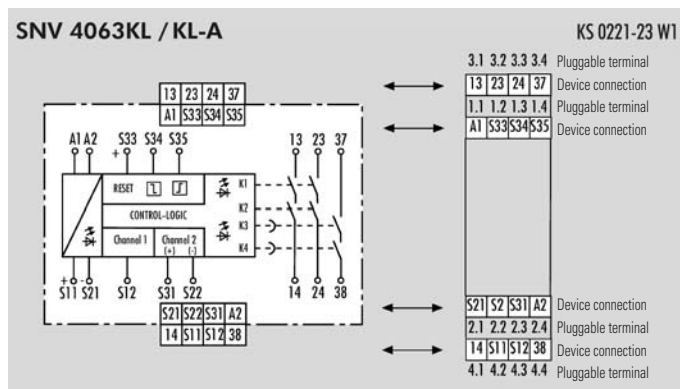 SNV 4063KL / KL-A
KS 0221-23 W1
3.1 3.2 3.3 3.4 Pluggable terminal
13 23 24 37 Device connection
1.1 1.2 1.3 1.4 Pluggable terminal
A1 S33 S34 S35 Device connection
13 23 24 37
A1 S33 S34 S35
A1 A2 S33 S34 S35 13 23 37
+
RESET
K1
CONTROL-LOGIC
K2
K3
Channel 1 Channel 2
(+) (-)
K4
+ -
S11 S21 S12 S31 S22 14 24 38
S21 S22 S31 A2
14 S11 S12 38
S21 S2 S31 A2 Device connection
2.1 2.2 2.3 2.4 Pluggable terminal
14 S11 S12 38 Device connection
4.1 4.2 4.3 4.4 Pluggable terminal